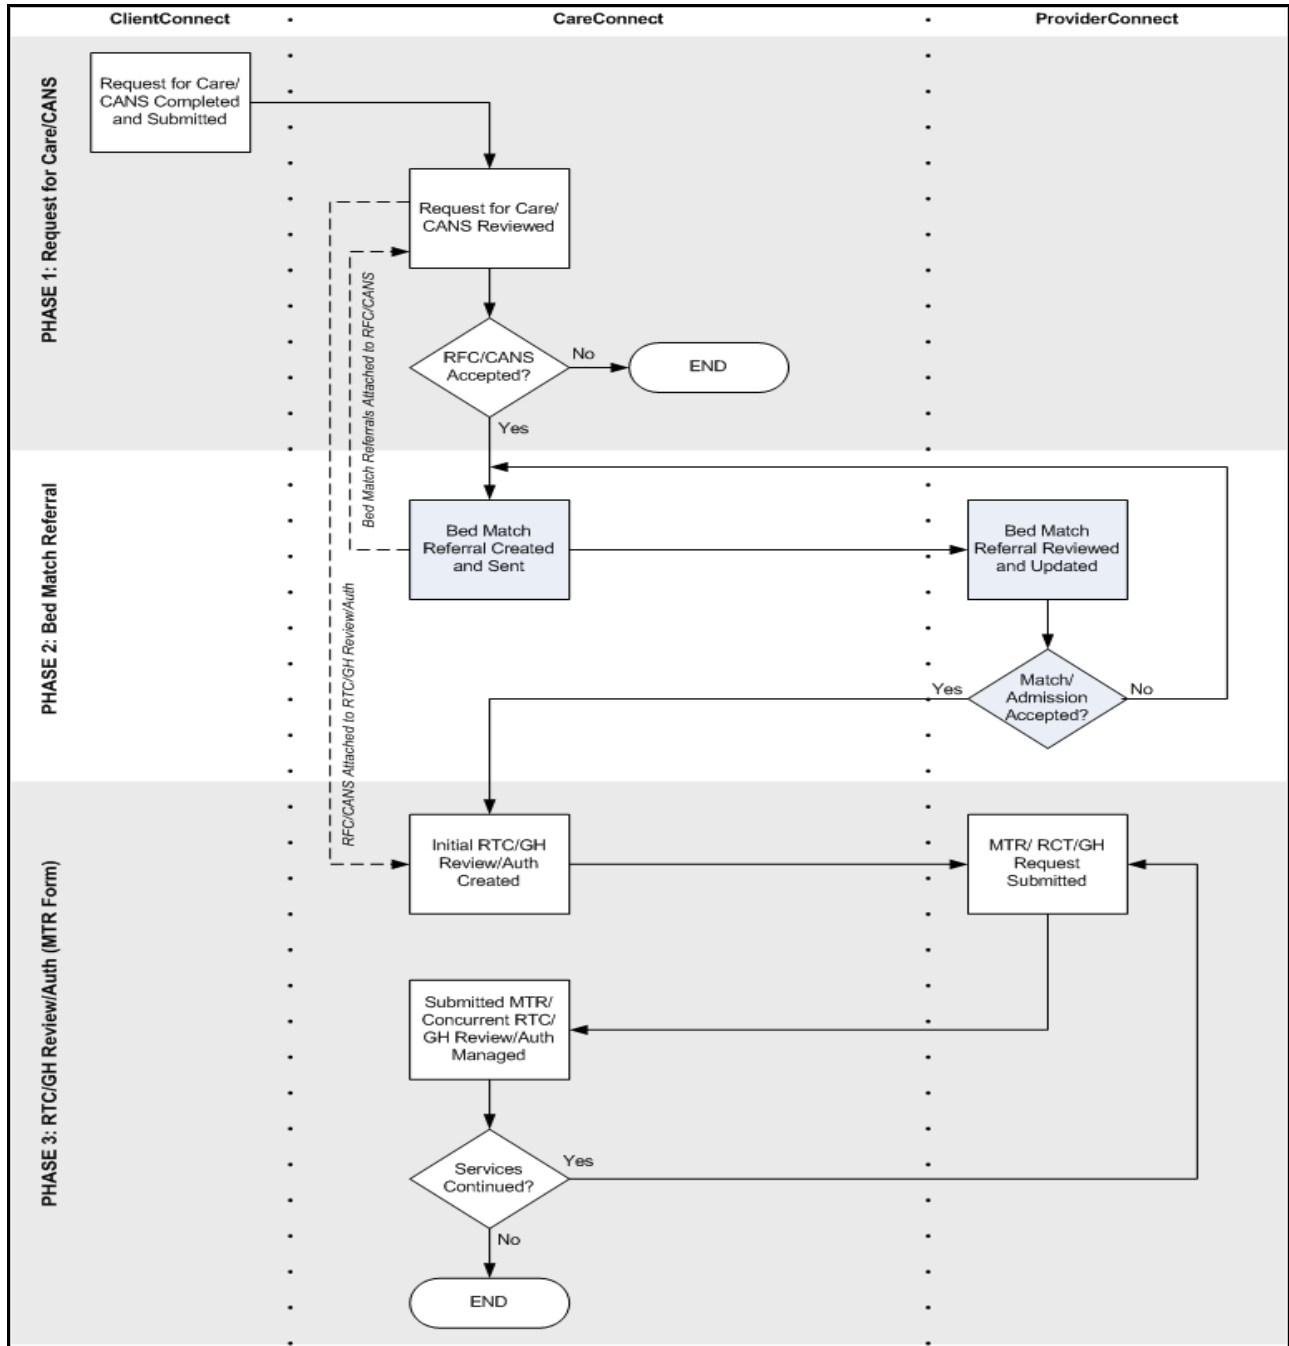 ClientConnect
CareConnect
ProviderConnect
PHASE 1: Request for Care/CANS
Request for Care/
CANS Completed
and Submitted
Request for Care/
CANS Reviewed
Bed Match Referrals Attached to RFC/CANS
RFC/CANS
Accepted?
No
END
Yes
PHASE 2: Bed Match Referral
Bed Match
Referral Created
and Sent
Bed Match
Referral Reviewed
and Updated
RFC/CANS Attached to RTC/GH Review/Auth
Yes
Match/
Admission
Accepted?
No
PHASE 3: RTC/GH Review/Auth (MTR Form)
Initial RTC/GH
Review/Auth
Created
MTR/ RCT/GH
Request
Submitted
Submitted MTR/
Concurrent RTC/
GH Review/Auth
Managed
Services
Continued?
Yes
No
END